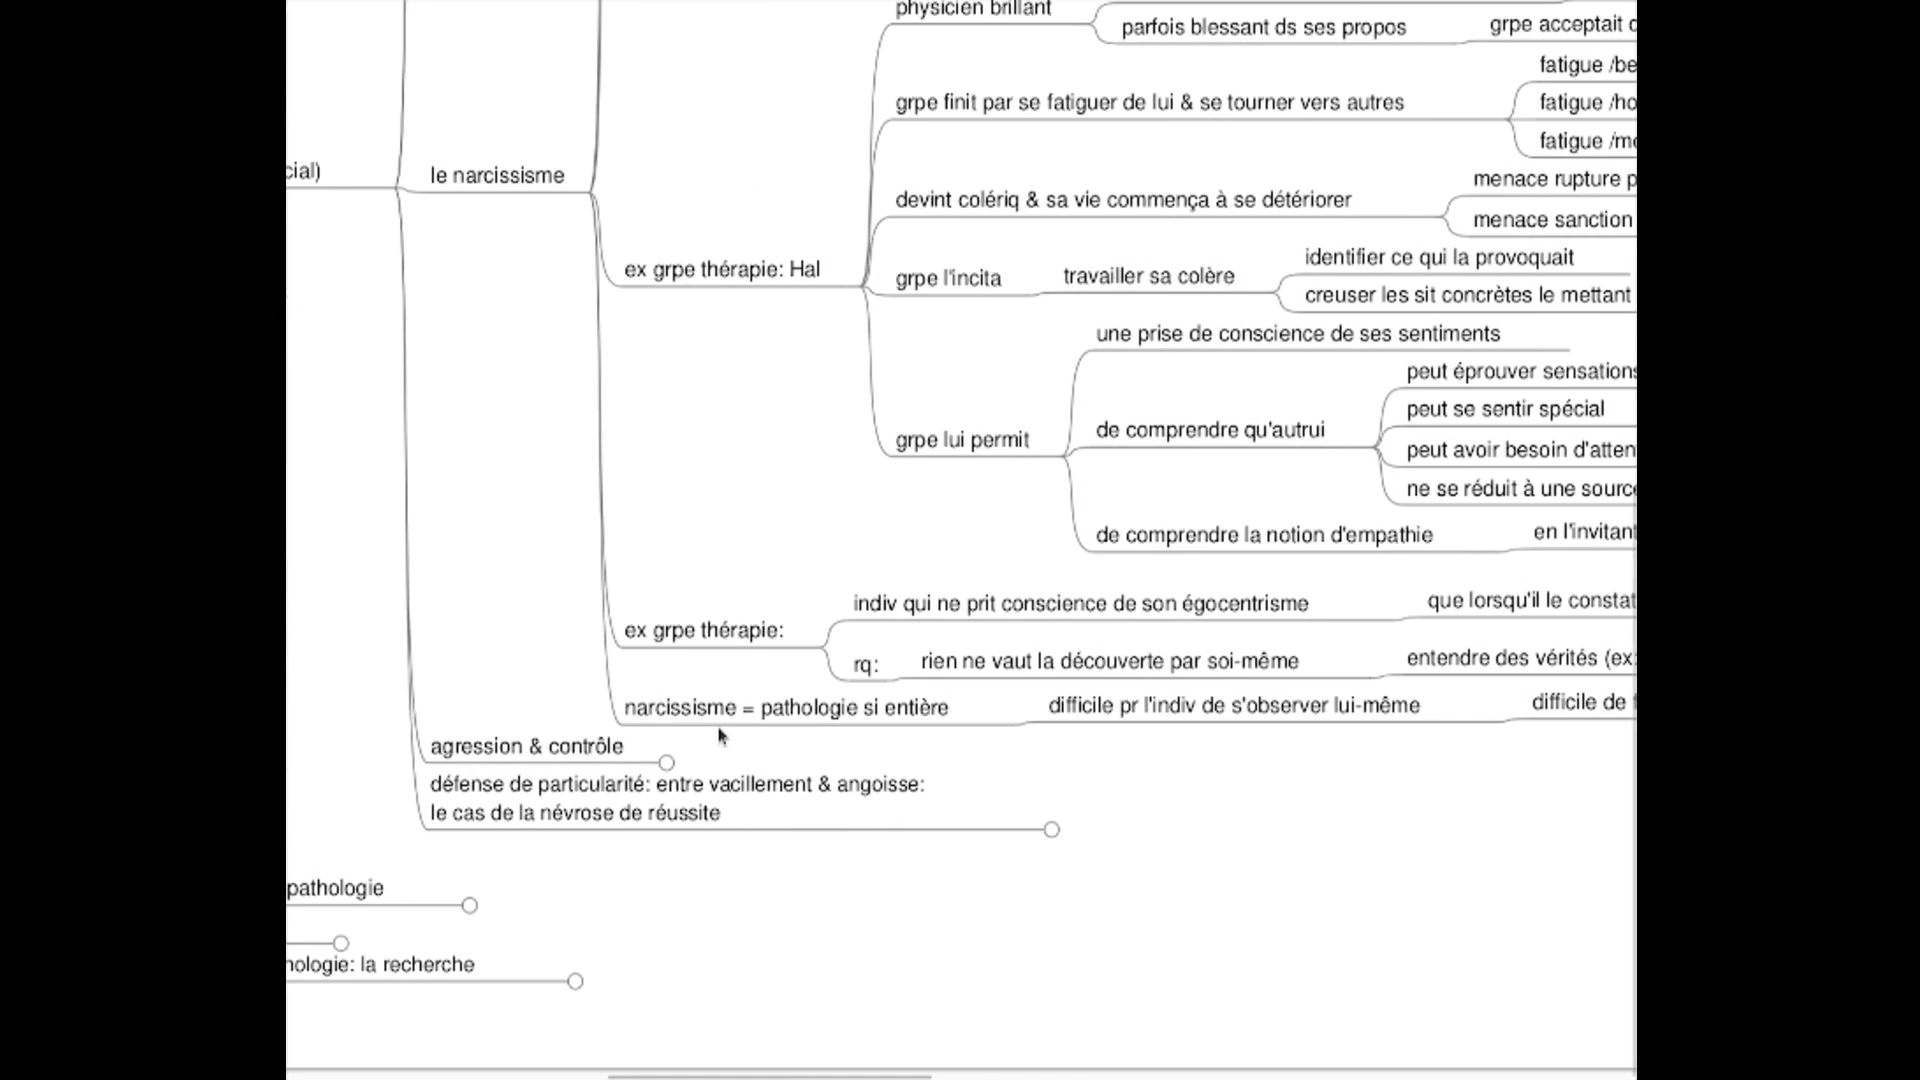 physicien brillant
parfois blessant ds ses propos
grpe acceptait
fatigue
grpe finit par se fatiguer de lui & se tourner vers autres
fatigue
fatigue
cial)
le narcissisme
devint colériq & sa vie commença à se détériorer
menace rupture
menace sanction
ex grpe thérapie: Hal
grpe l'incita
travailler sa colère
identifier ce qui la provoquait
creuser les sit concrètes le mettant
une prise de conscience de ses sentiments
peut éprouver sensations
peut se sentir spécial
grpe lui permit
de comprendre qu'autrui
peut avoir besoin d'atten
ne se réduit à une source
de comprendre la notion d'empathie
en l'invitant
indiv qui ne prit conscience de son égocentrisme
que lorsqu'il le constat
ex grpe thérapie:
rq:
rien ne vaut la découverte par soi-même
entendre des vérités (ex:
narcissisme = pathologie si entière
difficile pr l'indiv de s'observer lui-même
difficile de
agression & contrôle
défense de particularité: entre vacillement & angoisse:
le cas de la névrose de réussite
pathologie
nologie: la recherche